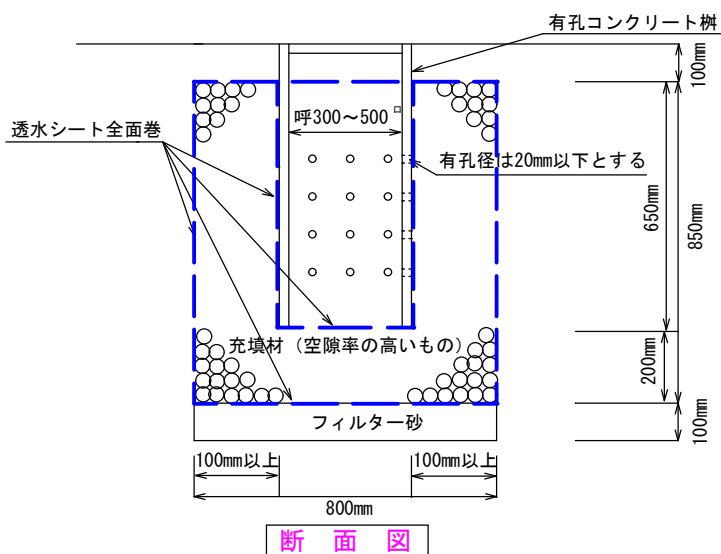 有孔コンクリート桝
100mm
呼300～500 □
透水シート全面巻
有孔径は20mm以下とする
650mm
850mm
充填材（空隙率の高いもの）
200mm
フィルター砂
100mm
100mm以上
100mm以上
800mm
断面図